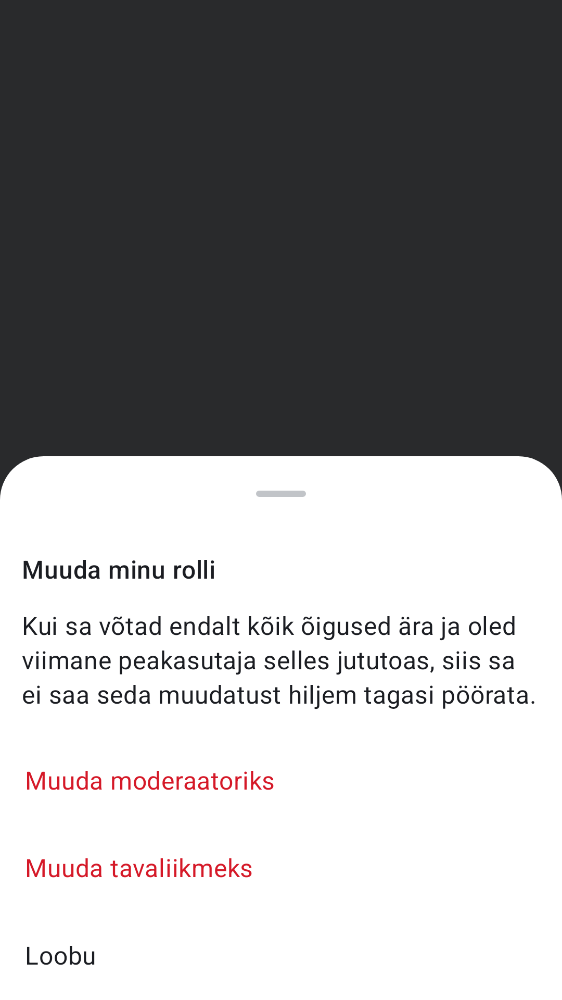 Muuda minu rolli
Kui sa võtad endalt kõik õigused ära ja oled
viimane peakasutaja selles jututoas, siis sa
ei saa seda muudatust hiljem tagasi pöörata.
Muuda moderaatoriks
Muuda tavaliikmeks
Loobu